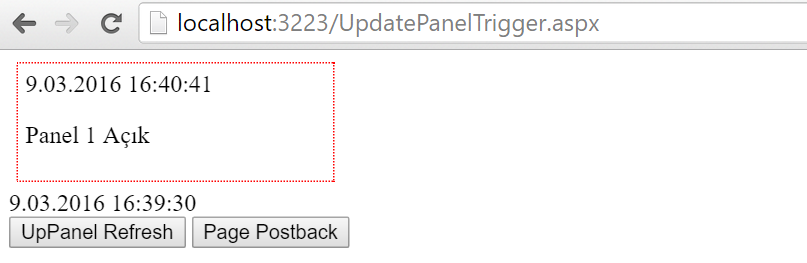 localhost:3223/UpdatePanelTrigger.aspx
9.03.2016 16:40:41
Panel 1 Açık
9.03.2016 16:39:30
UpPanel Refresh Page Postback